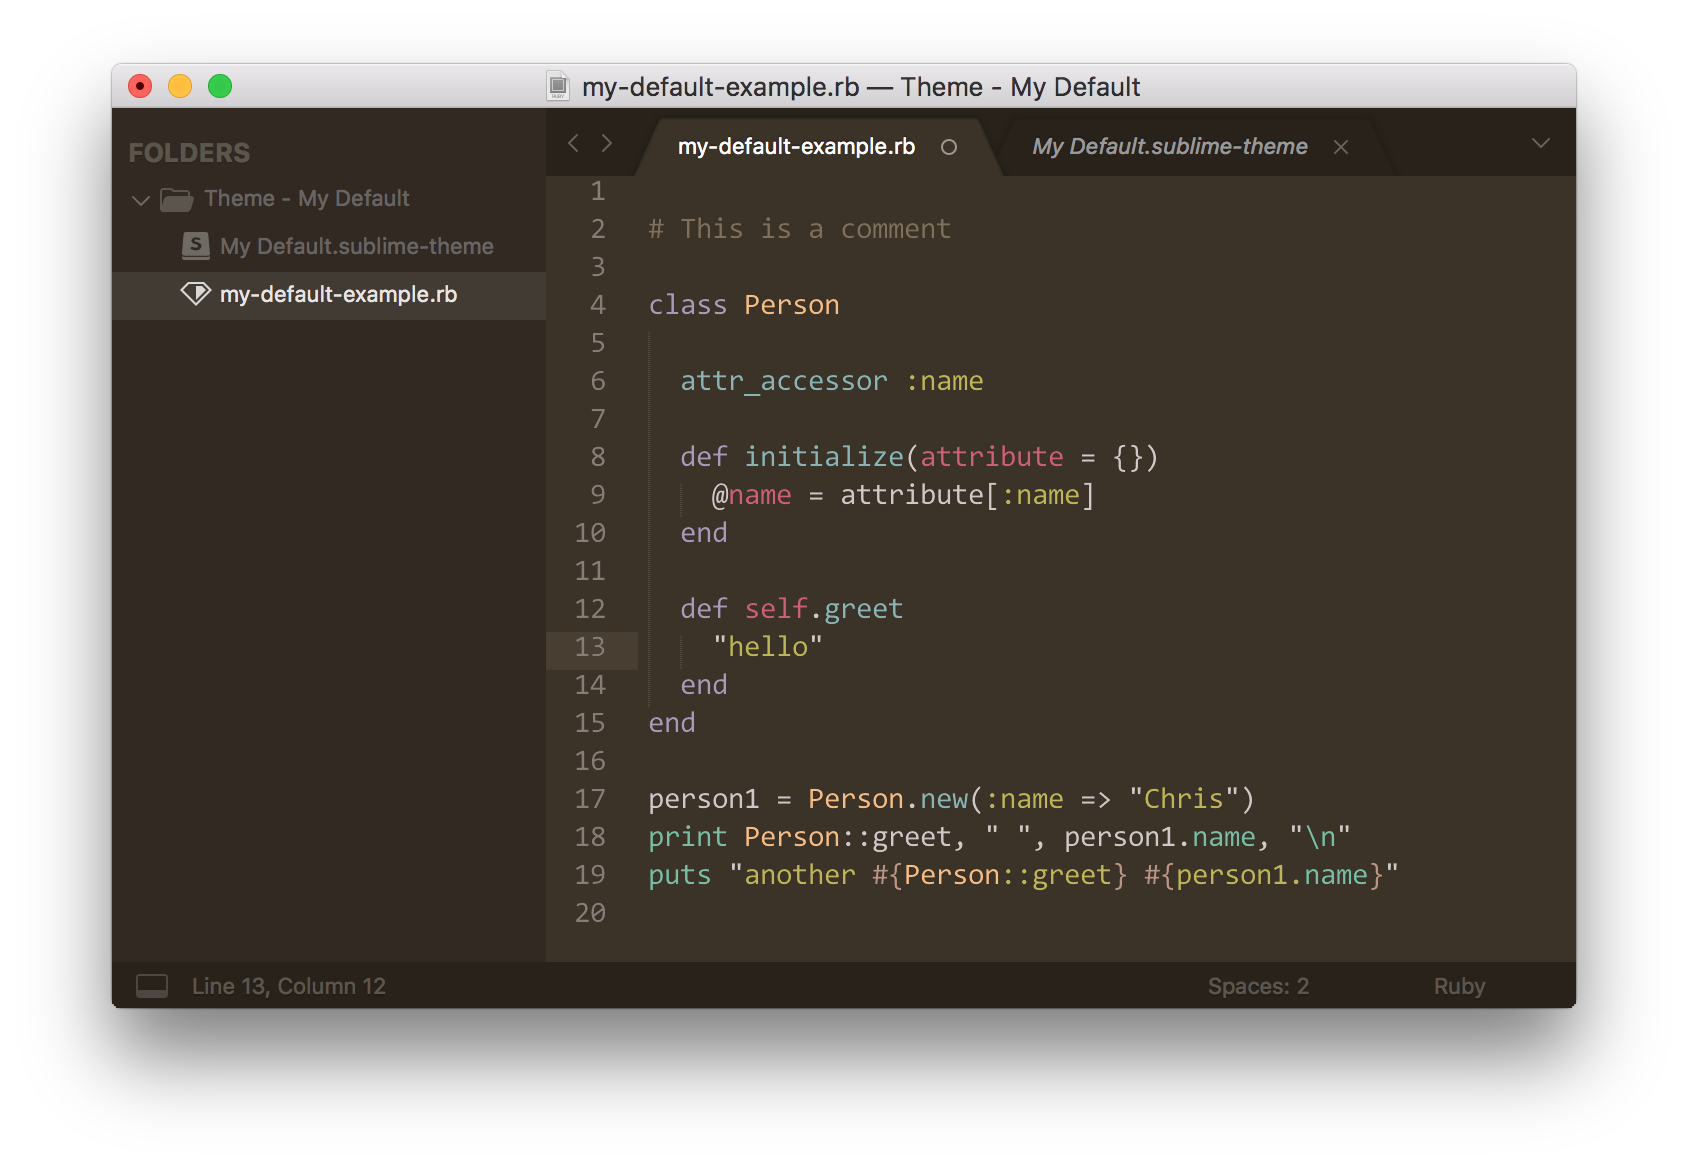 my-default-example.rb — Theme - My Default
FOLDERS
Theme - My Default
My Default.sublime-theme
my-default-example.rb
my-default-example.rb
My Default.sublime-theme
1
2 # This is a comment
3
4 class Person
5
6   attr_accessor :name
7
8   def initialize(attribute = {})
9     @name = attribute[:name]
10   end
11
12   def self.greet
13     "hello"
14   end
15 end
16
17 person1 = Person.new(:name => "Chris")
18 print Person::greet, " ", person1.name, "\n"
19 puts "another #{Person::greet} #{person1.name}"
20
Line 13, Column 12
Spaces: 2
Ruby